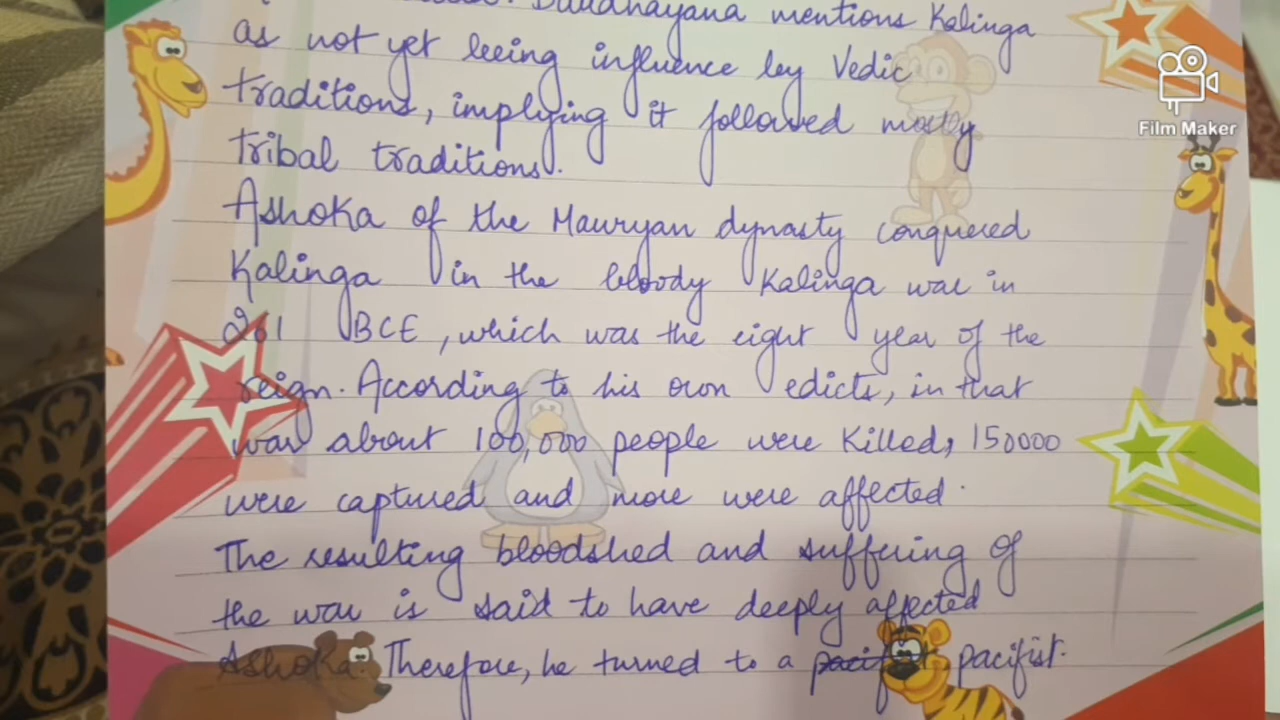 Baudhayana mentions Kalinga
as not yet being influence by Vedic
traditions, implying it followed mostly
tribal traditions.
Ashoka of the Mauryan dynasty conquered
Kalinga in the bloody Kalinga war in
261 BCE, which was the eight year of the
reign. According to his own edicts, in that
war about 100,000 people were killed, 150000
were captured and more were affected.
The resulting bloodshed and suffering of
the war is said to have deeply affected
Ashoka. Therefore, he turned to a pacifist.
Film Maker